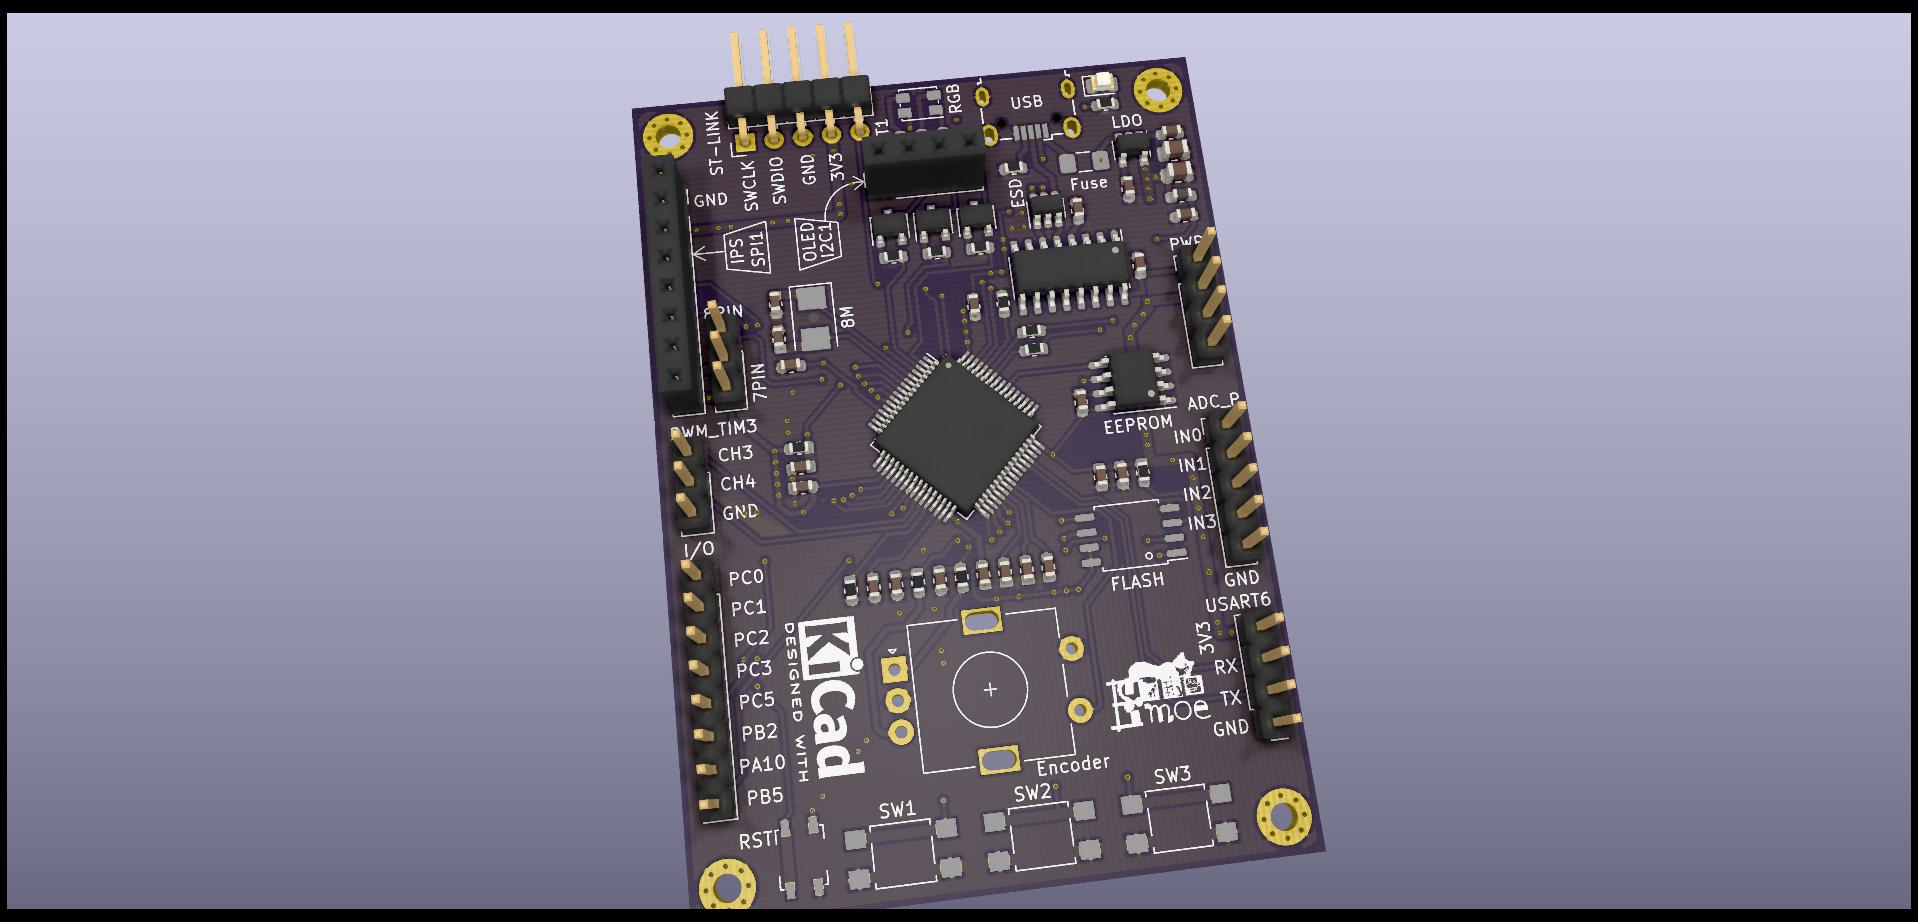 ST-LINK
SWCLK
SWDIO
GND
3V3
T1
RGB
USB
LDO
Fuse
ESD
GND
IPS
SPI1
OLED
I2C1
8M
7PIN
PWM_TIM3
CH3
CH4
GND
I/O
PC0
PC1
PC2
PC3
PC5
PB2
PA10
PB5
RST
EEPROM
ADC_P
IN0
IN1
IN2
IN3
GND
FLASH
USART6
3V3
RX
TX
GND
DESIGNED WITH
KiCad
moe
Encoder
SW1
SW2
SW3